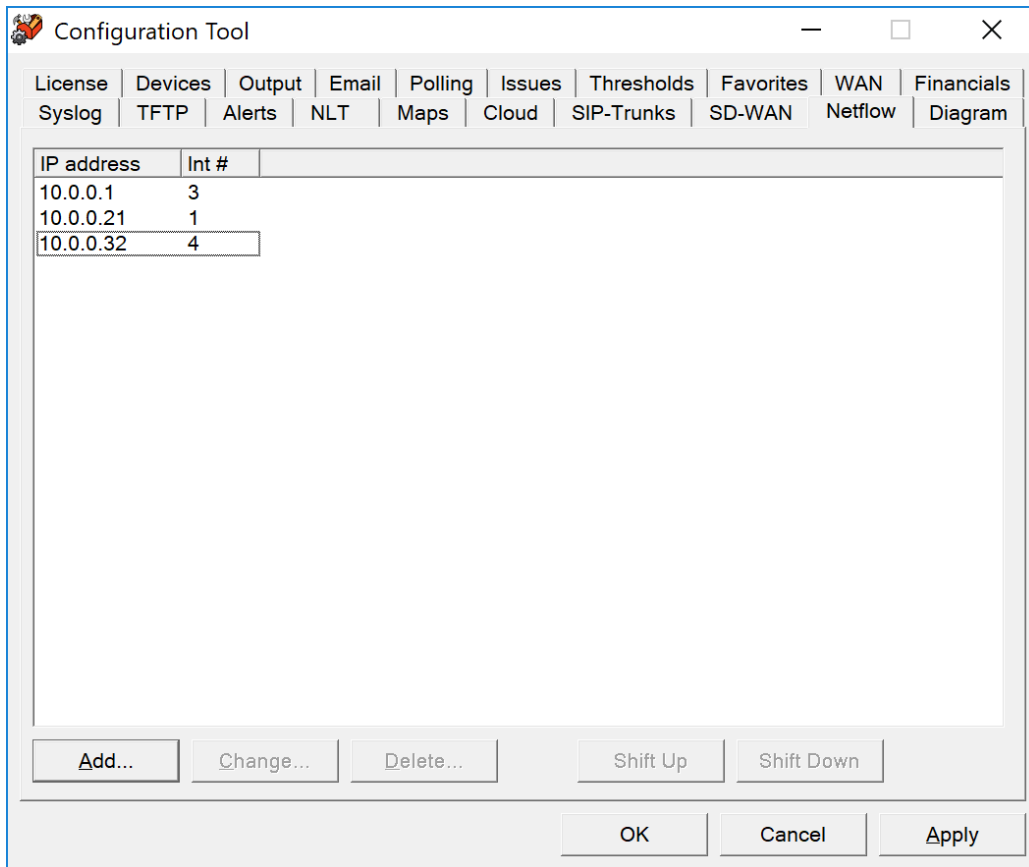 Configuration Tool
License Devices Output Email Polling Issues Thresholds Favorites WAN Financials
Syslog TFTP Alerts NLT Maps Cloud SIP-Trunks SD-WAN Netflow Diagram
IP address Int #
10.0.0.1 3
10.0.0.21 1
10.0.0.32 4
Add... Change... Delete... Shift Up Shift Down
OK Cancel Apply